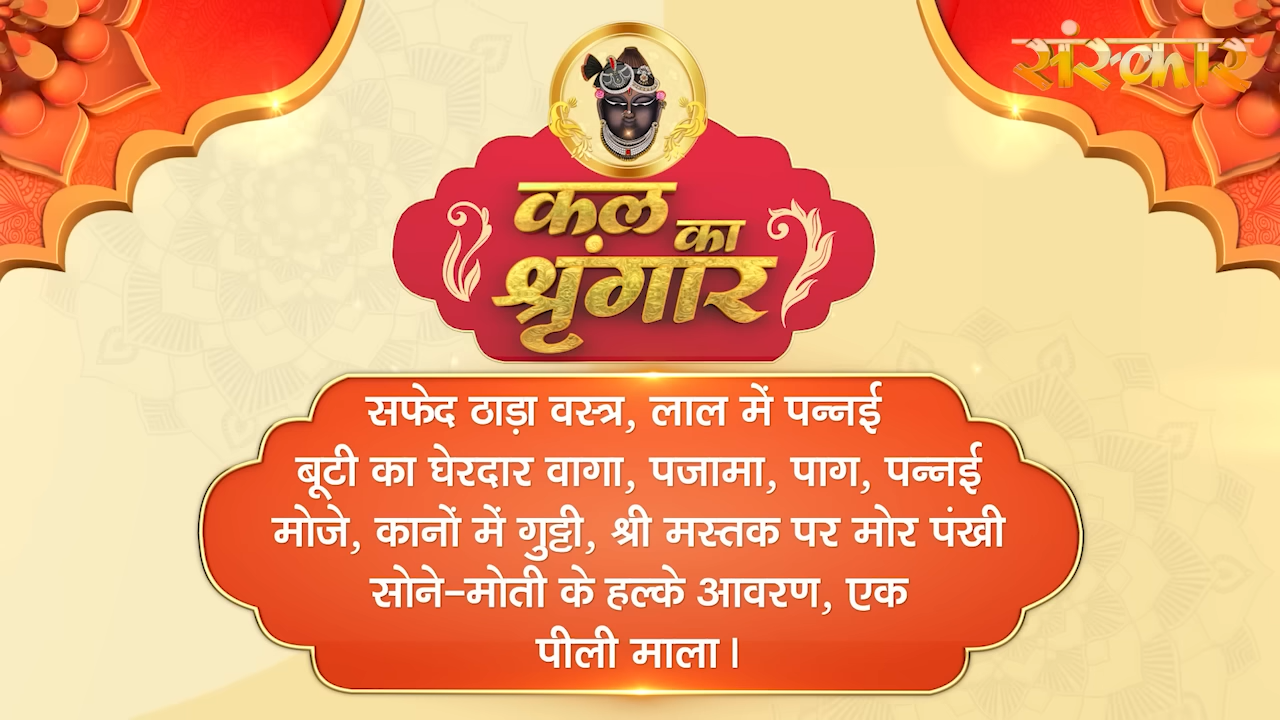 संस्कार
कल का
श्रृंगार
सफेद ठाड़ा वस्त्र, लाल में पन्नई
बूटी का घेरदार वागा, पजामा, पाग, पन्नई
मोजे, कानों में गुट्टी, श्री मस्तक पर मोर पंखी
सोने-मोती के हल्के आवरण, एक
पीली माला।